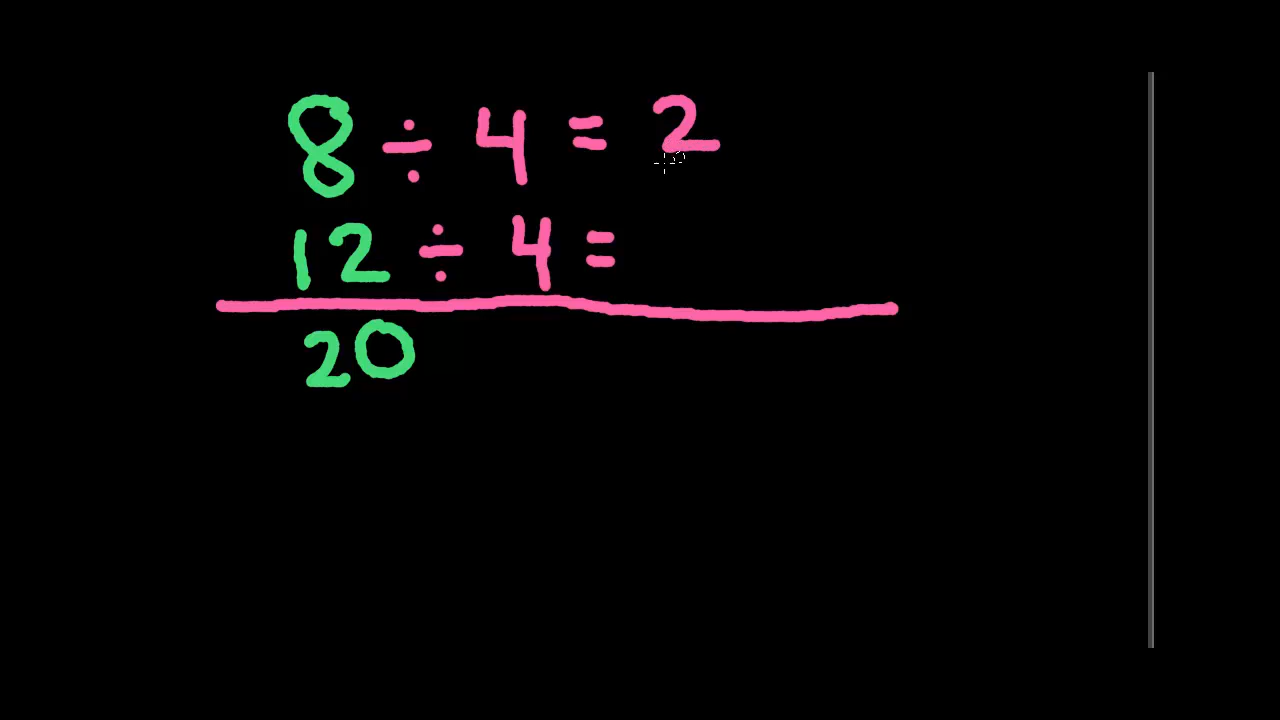 8 ÷ 4 = 2
12 ÷ 4 =
20